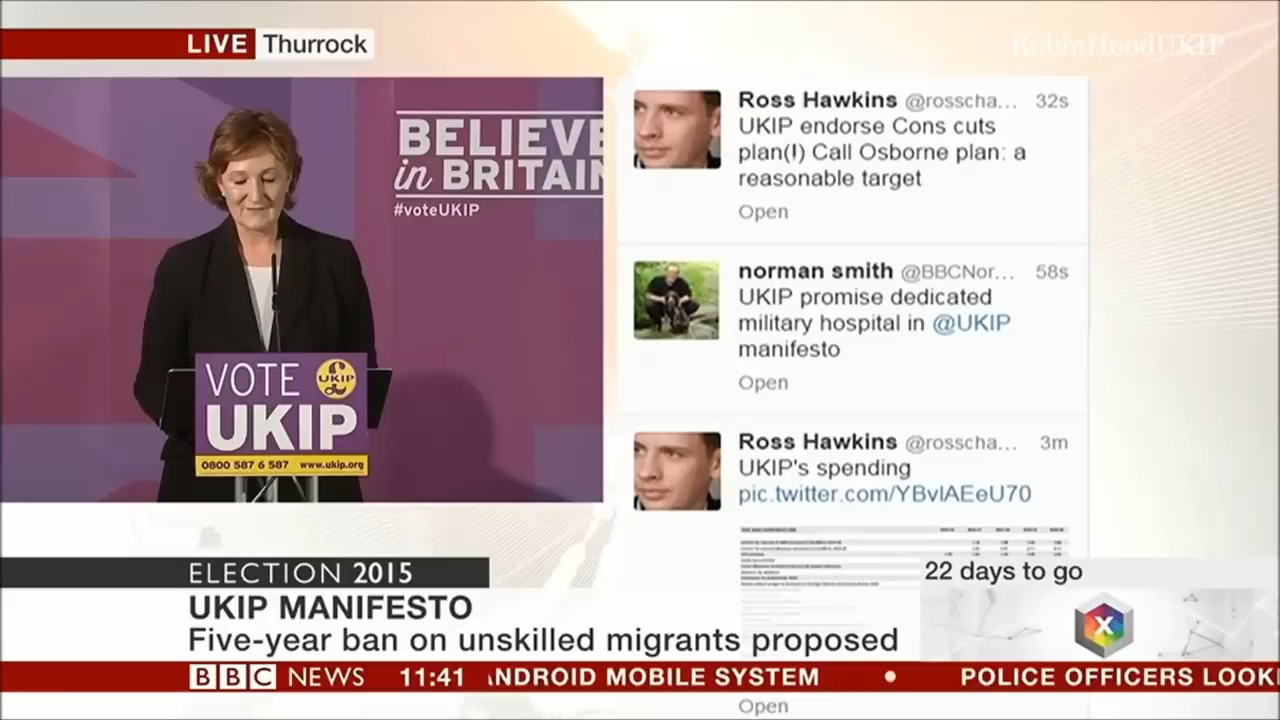 LIVE Thurrock
RobinHoodUKIP
BELIEVE
in BRITAIN
#voteUKIP
VOTE
UKIP
UKIP
0800 587 6 587 www.ukip.org
Ross Hawkins @rosscha... 32s
UKIP endorse Cons cuts
plan(!) Call Osborne plan: a
reasonable target
Open
norman smith @BBCNor... 58s
UKIP promise dedicated
military hospital in @UKIP
manifesto
Open
Ross Hawkins @rosscha... 3m
UKIP's spending
pic.twitter.com/YBvlAEeU70
ELECTION 2015
22 days to go
UKIP MANIFESTO
Five-year ban on unskilled migrants proposed
X
BBC NEWS 11:41 ANDROID MOBILE SYSTEM • POLICE OFFICERS LOOKI
Open